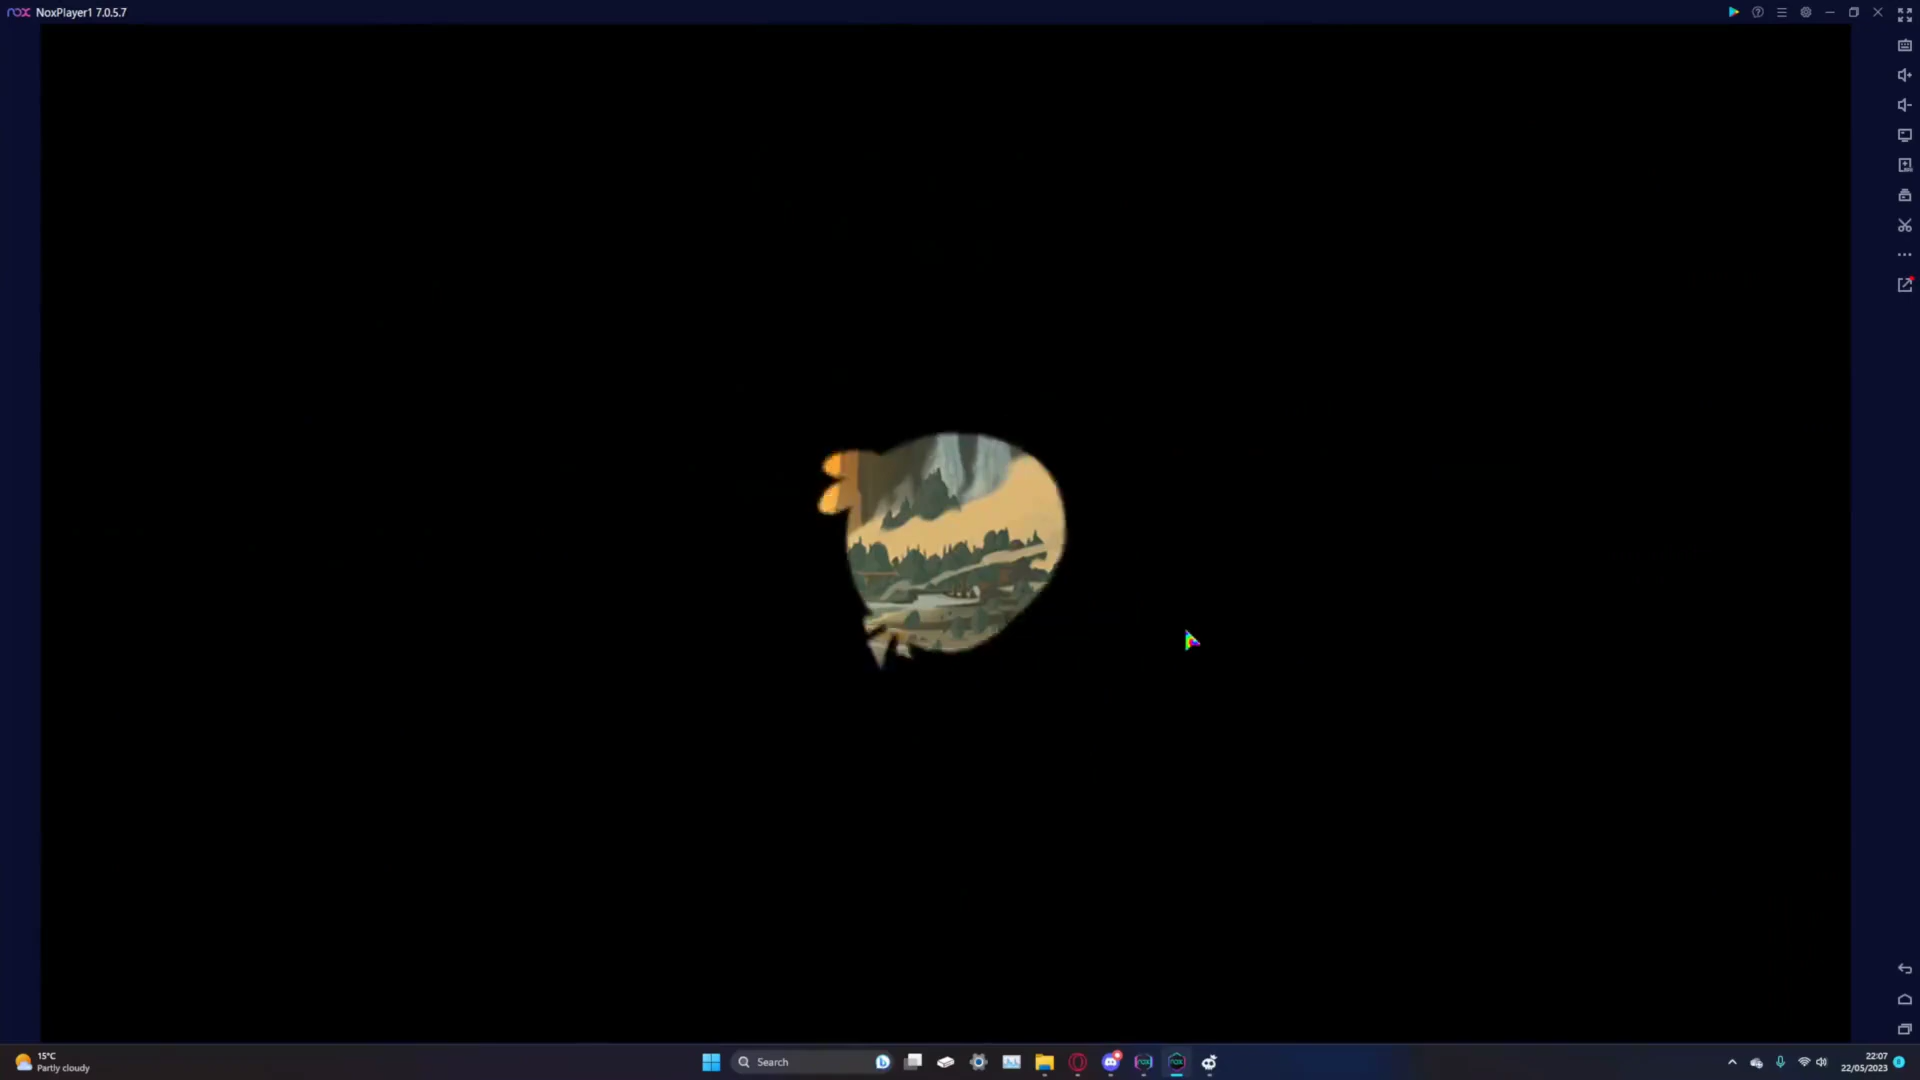 nox NoxPlayer1 7.0.5.7
15°C
Partly cloudy
Search
22:07
22/05/2023